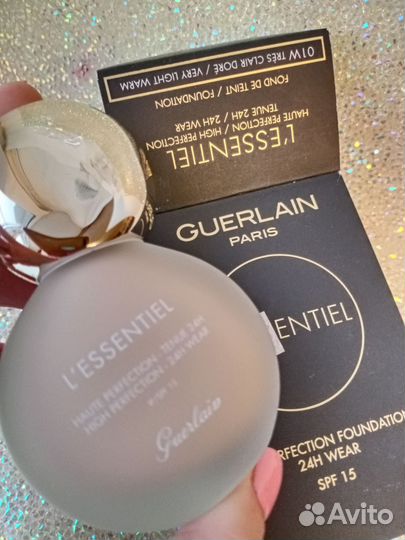 01W TRÈS CLAIR DORÉ / VERY LIGHT WARM
FOND DE TEINT / FOUNDATION
HAUTE PERFECTION / HIGH PERFECTION
TENUE 24H / 24H WEAR
L'ESSENTIEL
GUERLAIN
PARIS
ENTIEL
ERFECTION FOUNDATION
24H WEAR
SPF 15
L'ESSENTIEL
HAUTE PERFECTION - TENUE 24H
HIGH PERFECTION - 24H WEAR
SPF 15
Guerlain
Avito